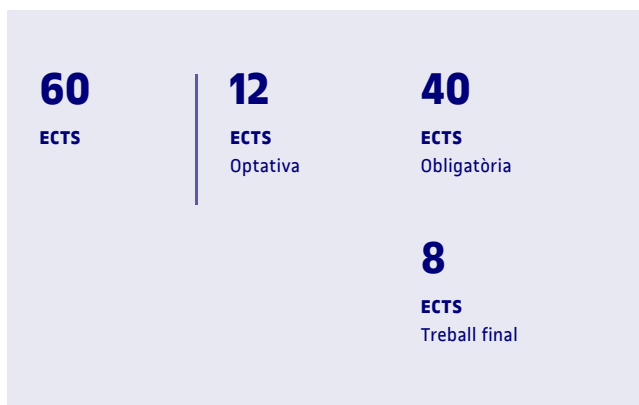 60
ECTS
12
ECTS
Optativa
40
ECTS
Obligatòria
8
ECTS
Treball final